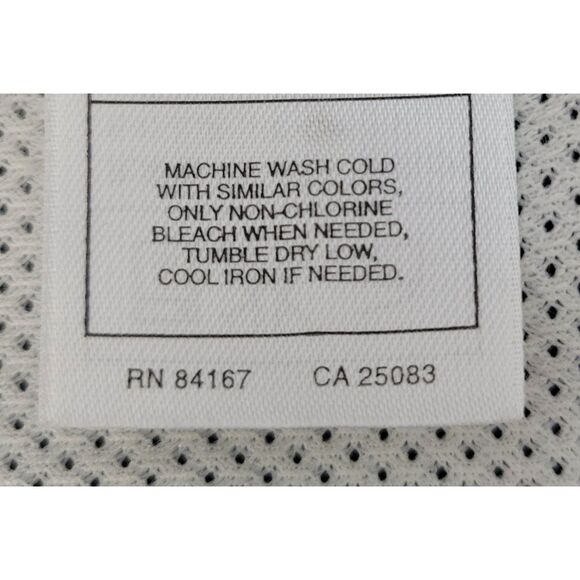 MACHINE WASH COLD
WITH SIMILAR COLORS,
ONLY NON-CHLORINE
BLEACH WHEN NEEDED,
TUMBLE DRY LOW,
COOL IRON IF NEEDED.
RN 84167 CA 25083